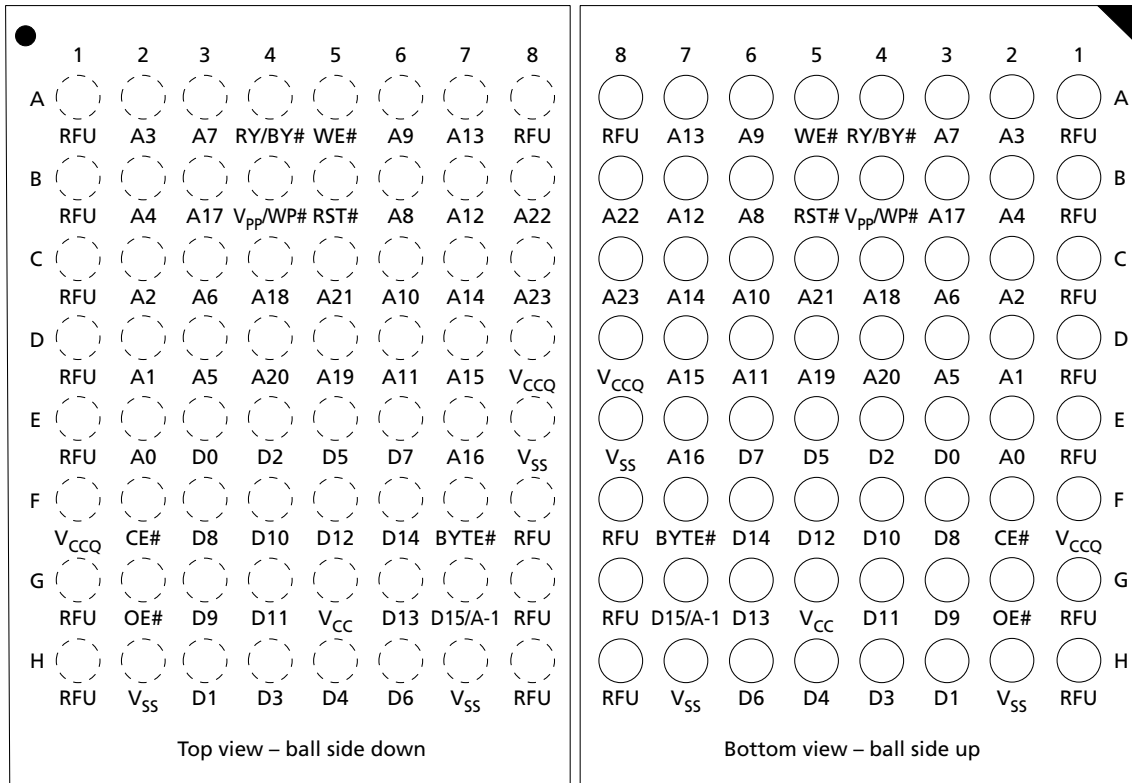 1 2 3 4 5 6 7 8
A
RFU A3 A7 RY/BY# WE# A9 A13 RFU
B
RFU A4 A17 VPP/WP# RST# A8 A12 A22
C
RFU A2 A6 A18 A21 A10 A14 A23
D
RFU A1 A5 A20 A19 A11 A15 VCCQ
E
RFU A0 D0 D2 D5 D7 A16 VSS
F
VCCQ CE# D8 D10 D12 D14 BYTE# RFU
G
RFU OE# D9 D11 VCC D13 D15/A-1 RFU
H
RFU VSS D1 D3 D4 D6 VSS RFU
Top view – ball side down
8 7 6 5 4 3 2 1
A
RFU A13 A9 WE# RY/BY# A7 A3 RFU
B
A22 A12 A8 RST# VPP/WP# A17 A4 RFU
C
A23 A14 A10 A21 A18 A6 A2 RFU
D
VCCQ A15 A11 A19 A20 A5 A1 RFU
E
VSS A16 D7 D5 D2 D0 A0 RFU
F
RFU BYTE# D14 D12 D10 D8 CE# VCCQ
G
RFU D15/A-1 D13 VCC D11 D9 OE# RFU
H
RFU VSS D6 D4 D3 D1 VSS RFU
Bottom view – ball side up